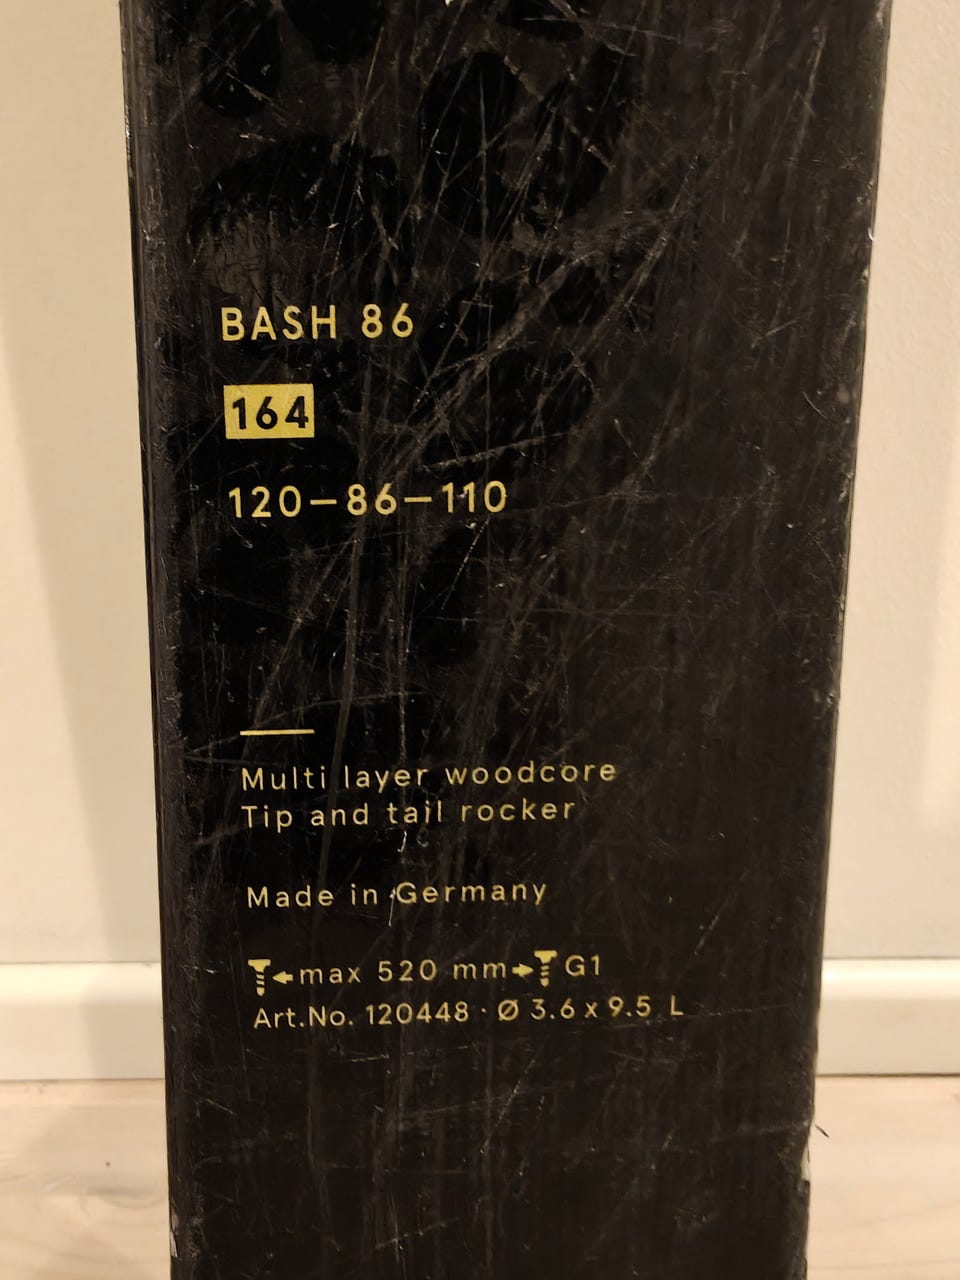 BASH 86
164
120–86–110
Multi layer woodcore
Tip and tail rocker
Made in Germany
max 520 mm G1
Art.No. 120448 · Ø 3.6 x 9.5 L